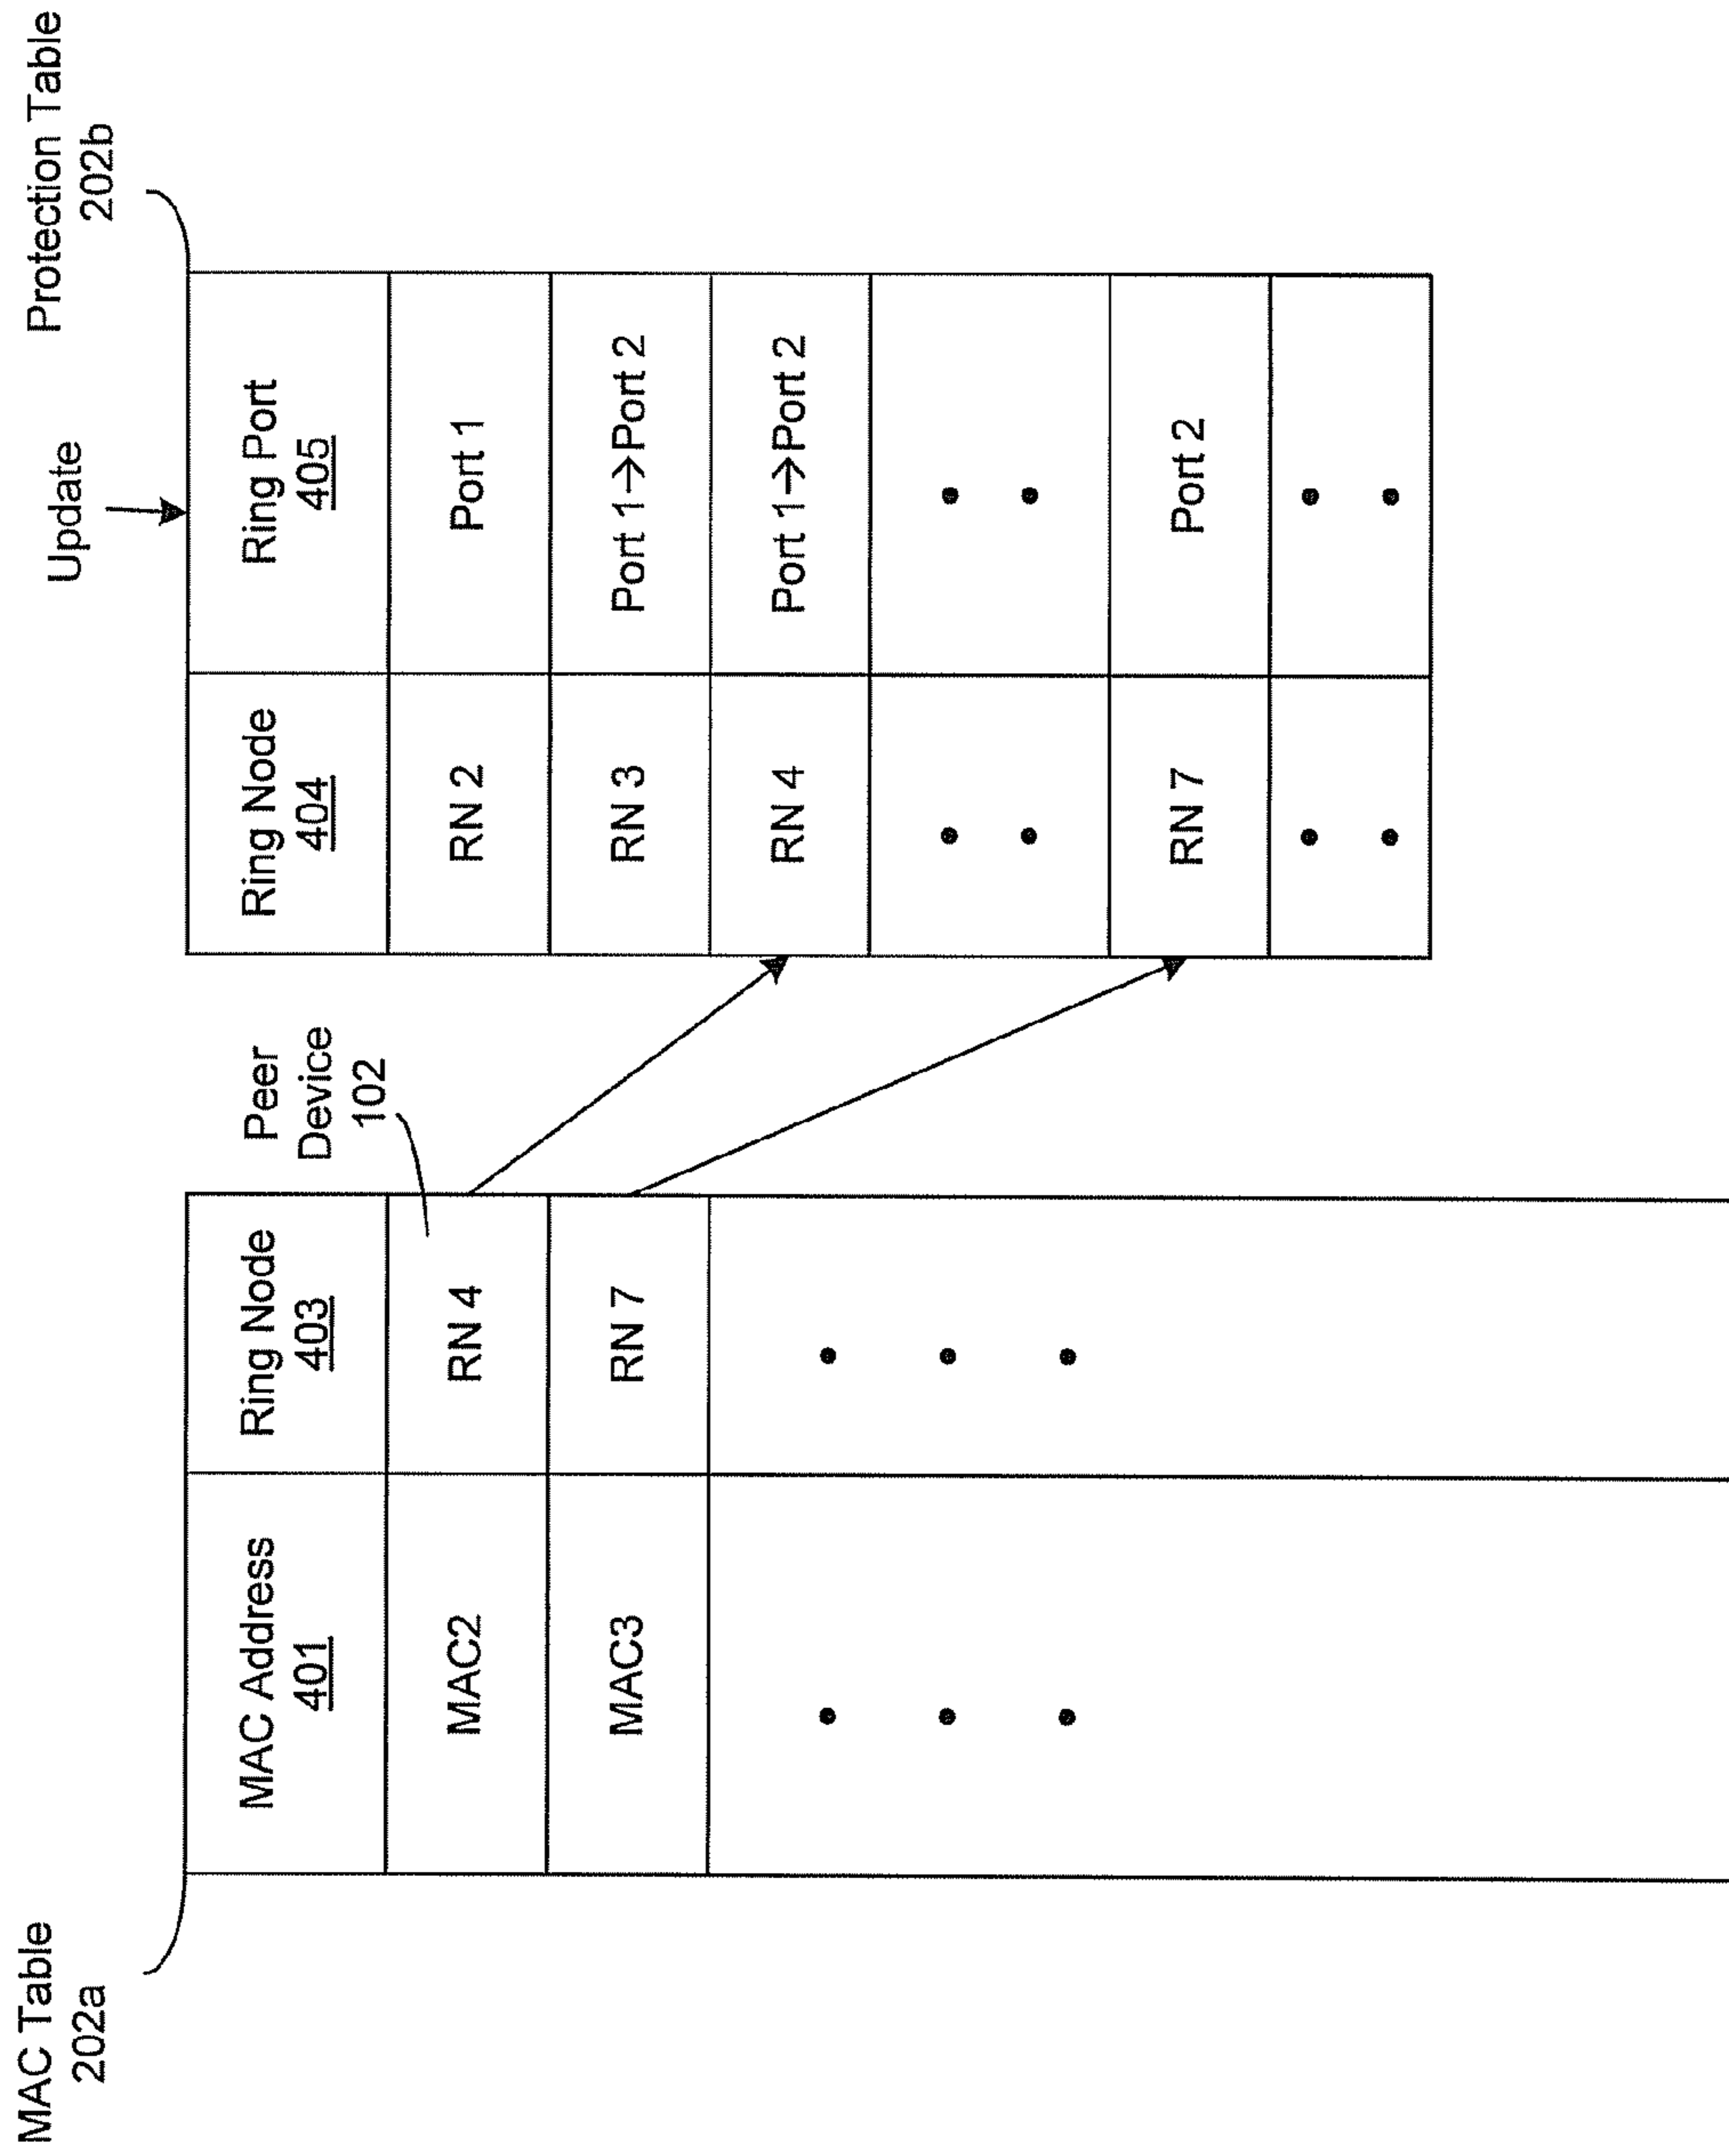 MAC Table
202a
MAC Address
401
Ring Node
403
MAC2
RN 4
MAC3
RN 7
Peer
Device
102
Update
Protection Table
202b
Ring Node
404
Ring Port
405
RN 2
Port 1
RN 3
Port 1→Port 2
RN 4
Port 1→Port 2
RN 7
Port 2